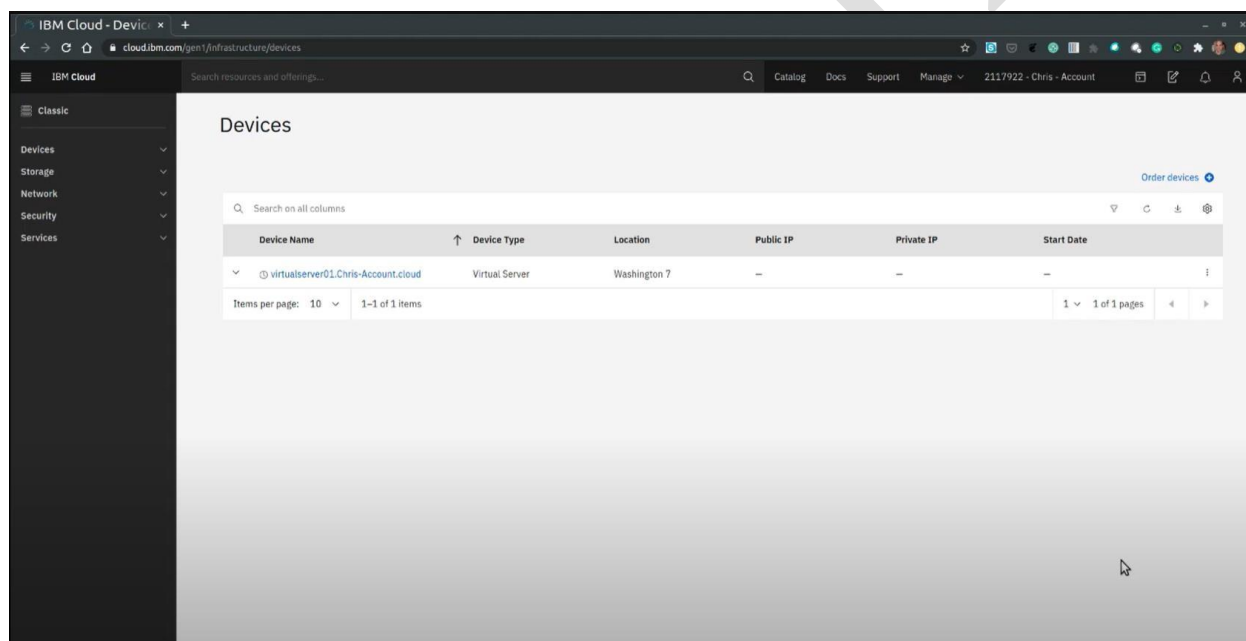 IBM Cloud - Devic × +
cloud.ibm.com/gen1/infrastructure/devices
IBM Cloud Search resources and offerings... Catalog Docs Support Manage 2117922 - Chris - Account
Classic
Devices
Storage
Network
Security
Services
Devices
Order devices
Search on all columns
Device Name Device Type Location Public IP Private IP Start Date
virtualserver01.Chris-Account.cloud Virtual Server Washington 7 – – –
Items per page: 10 1–1 of 1 items 1 1 of 1 pages